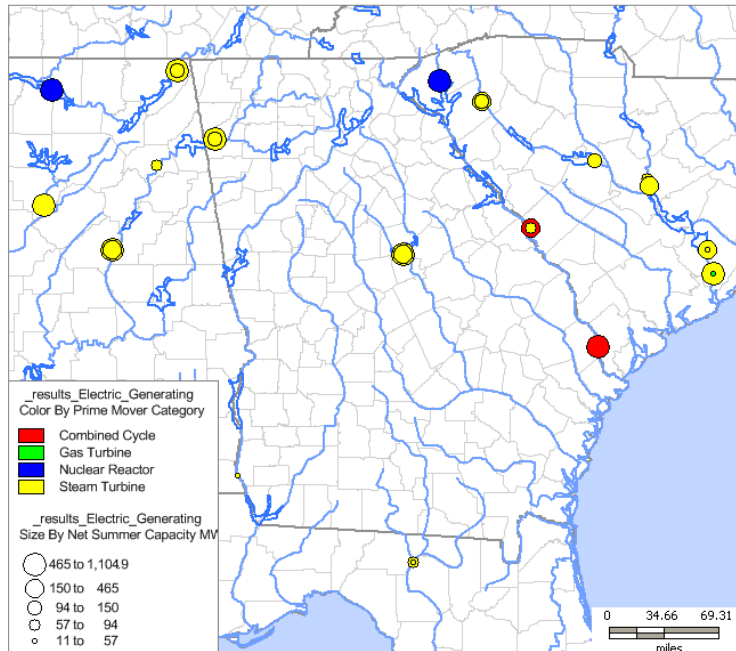 _results_Electric_Generating
Color By Prime Mover Category
Combined Cycle
Gas Turbine
Nuclear Reactor
Steam Turbine
_results_Electric_Generating
Size By Net Summer Capacity MW
465 to 1,104.9
150 to 465
94 to 150
57 to 94
11 to 57
0 34.66 69.31
miles